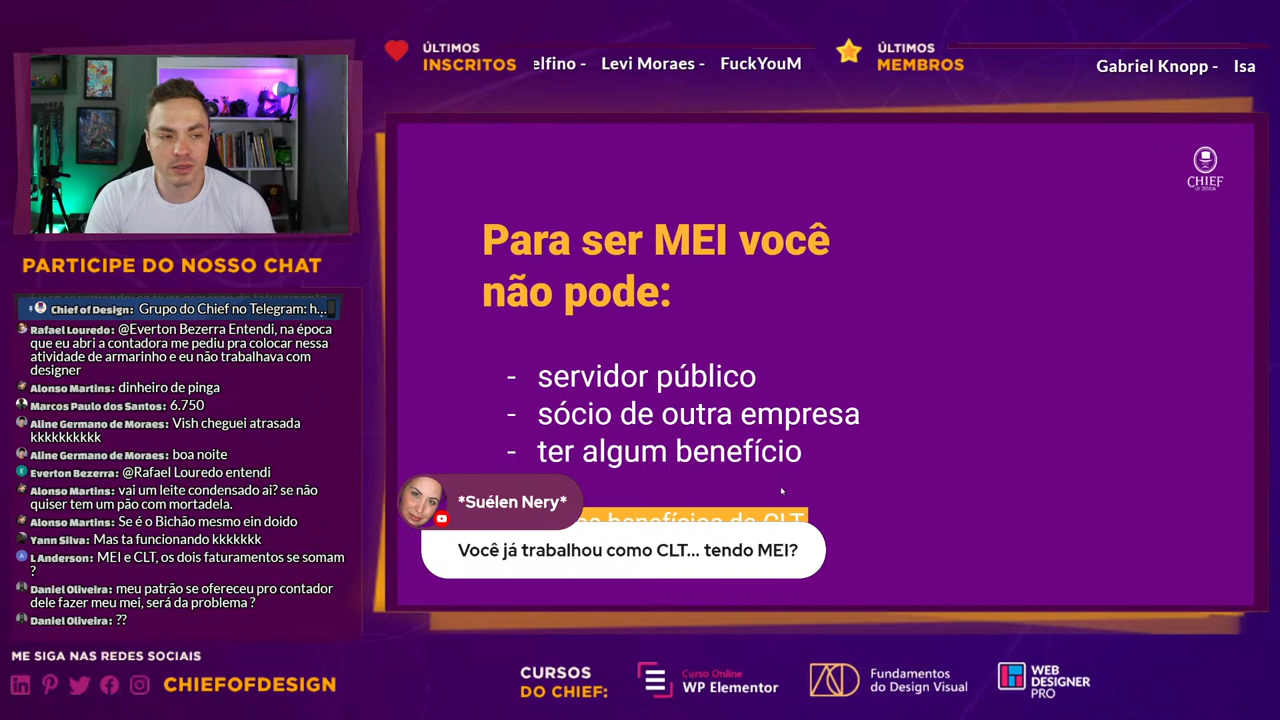 ÚLTIMOS
INSCRITOS
elfino - Levi Moraes - FuckYouM
ÚLTIMOS
MEMBROS
Gabriel Knopp - Isa
CHIEF
OF DESIGN
Para ser MEI você
não pode:
- servidor público
- sócio de outra empresa
- ter algum benefício
benefícios do CLT
*Suélen Nery*
Você já trabalhou como CLT... tendo MEI?
PARTICIPE DO NOSSO CHAT
Chief of Design: Grupo do Chief no Telegram: h...
Rafael Louredo: @Everton Bezerra Entendi, na época
que eu abri a contadora me pediu pra colocar nessa
atividade de armarinho e eu não trabalhava com
designer
Alonso Martins: dinheiro de pinga
Marcos Paulo dos Santos: 6.750
Aline Germano de Moraes: Vish cheguei atrasada
kkkkkkkkkk
Aline Germano de Moraes: boa noite
Everton Bezerra: @Rafael Louredo entendi
Alonso Martins: vai um leite condensado ai? se não
quiser tem um pão com mortadela.
Alonso Martins: Se é o Bichão mesmo ein doido
Yann Silva: Mas ta funcionando kkkkkkk
L Anderson: MEI e CLT, os dois faturamentos se somam
?
Daniel Oliveira: meu patrão se ofereceu pro contador
dele fazer meu mei, será da problema ?
Daniel Oliveira: ??
ME SIGA NAS REDES SOCIAIS
CHIEFOFDESIGN
CURSOS
DO CHIEF:
Curso Online
WP Elementor
Fundamentos
do Design Visual
WEB
DESIGNER
PRO